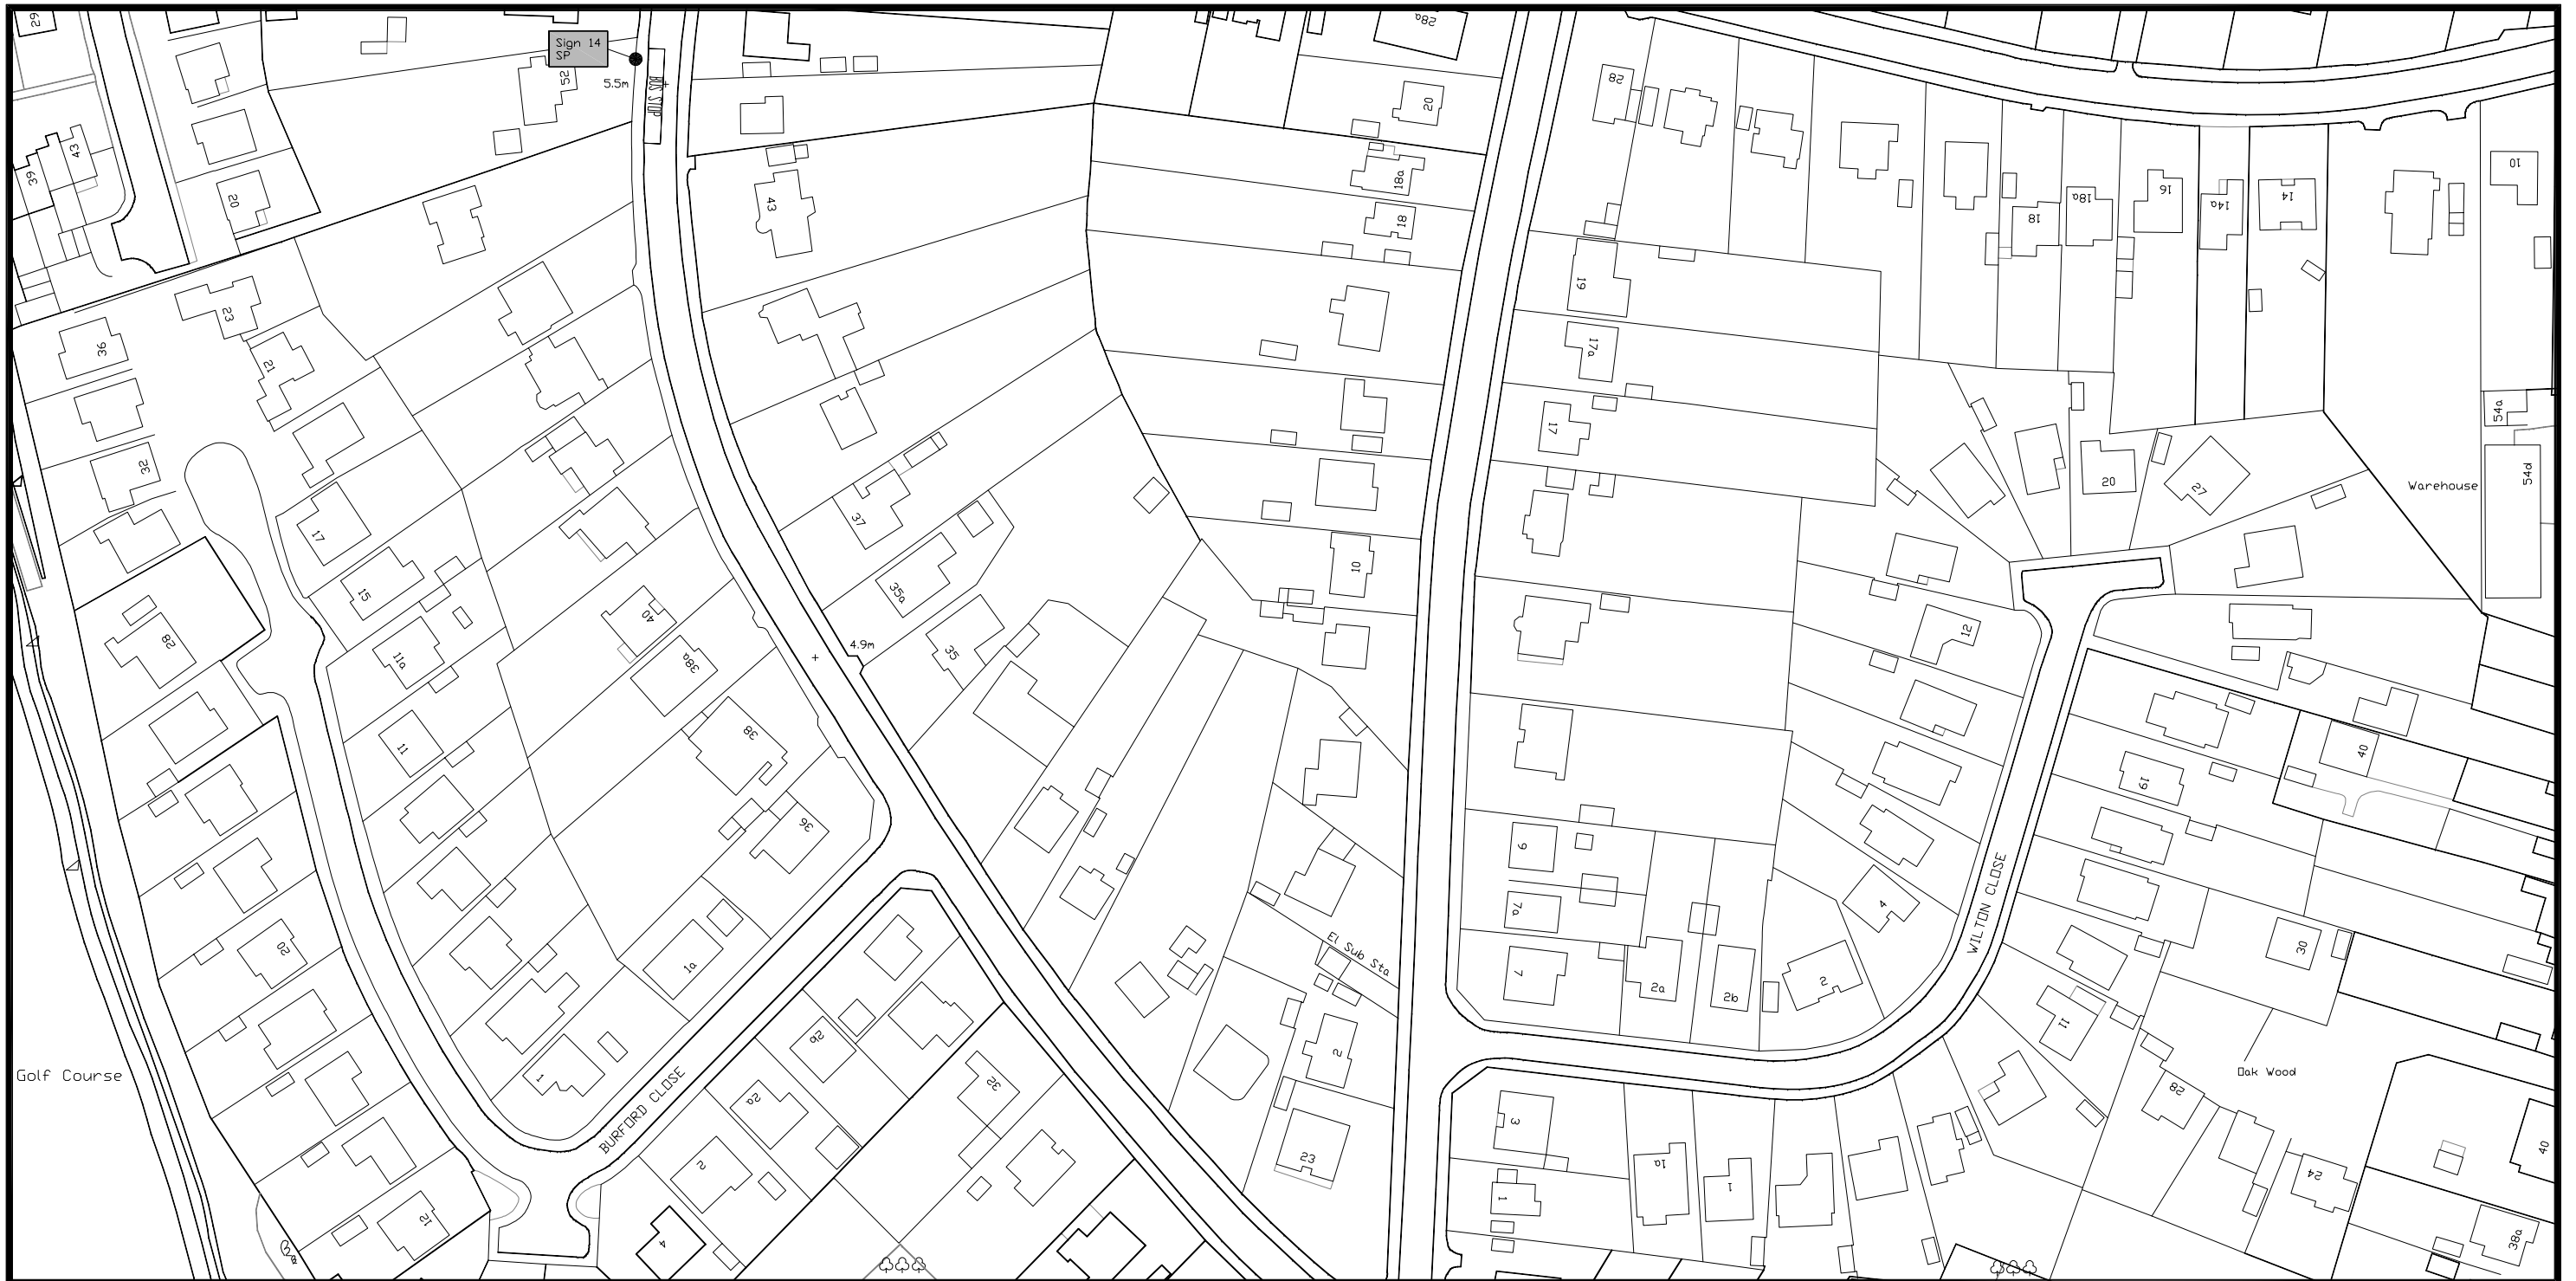 29
28a
Sign 14
SP
52
5.5m
BUS STOP
28
20
43
39
43
20
18a
18
18
18a
16
14a
14
10
19
23
21
36
17a
17
54a
32
37
20
27
Warehouse
54d
17
15
35a
10
40
28
11a
38a
4.9m
35
12
11
38
40
19
36
9
7a
4
WILTON CLOSE
20
1a
El Sub Sta
7
2a
2b
2
30
11
2b
2
Golf Course
1
BURFORD CLOSE
2a
32
Oak Wood
28
3
23
2
1a
1
1
24
40
12
4
38a